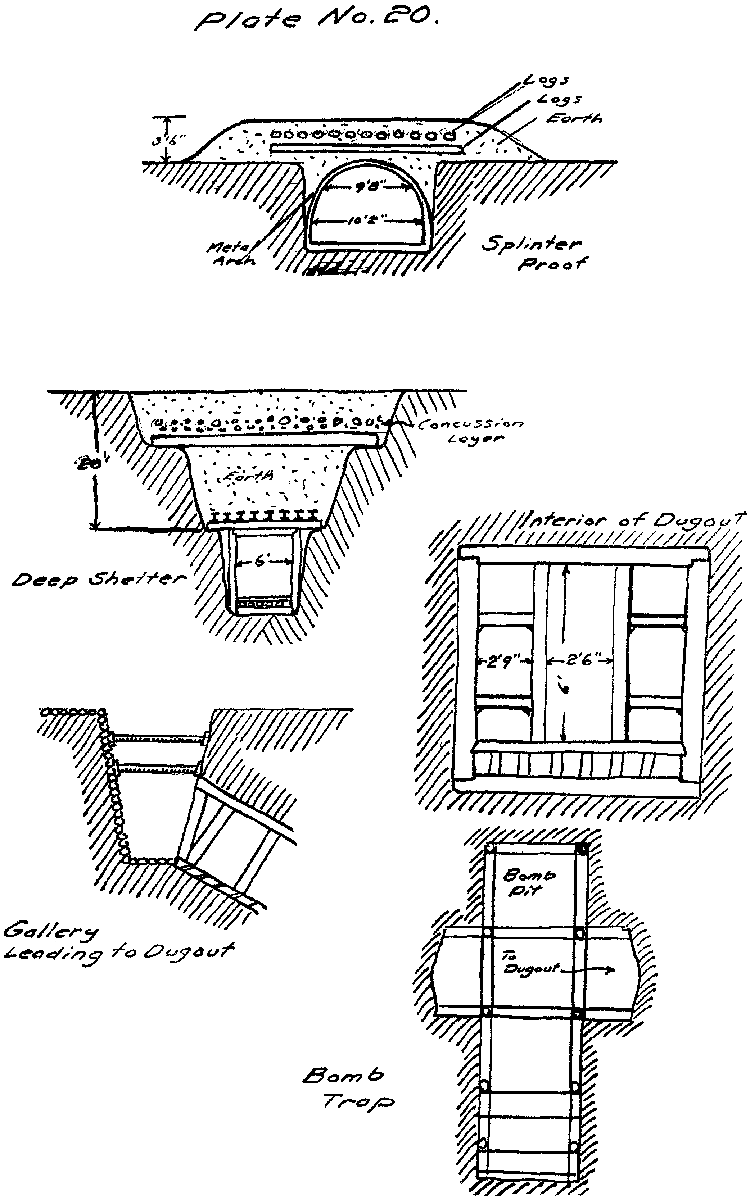 Plate No. 20.
Logs
Logs
Earth
3'6"
9'8"
10'2"
Metal
Arch
Splinter
Proof
Concussion
Layer
20'
Earth
6'
Deep Shelter
Interior of Dugout
2'9"
2'6"
6'
Gallery
Leading to Dugout
Bomb
Pit
To
Dugout
Bomb
Trap